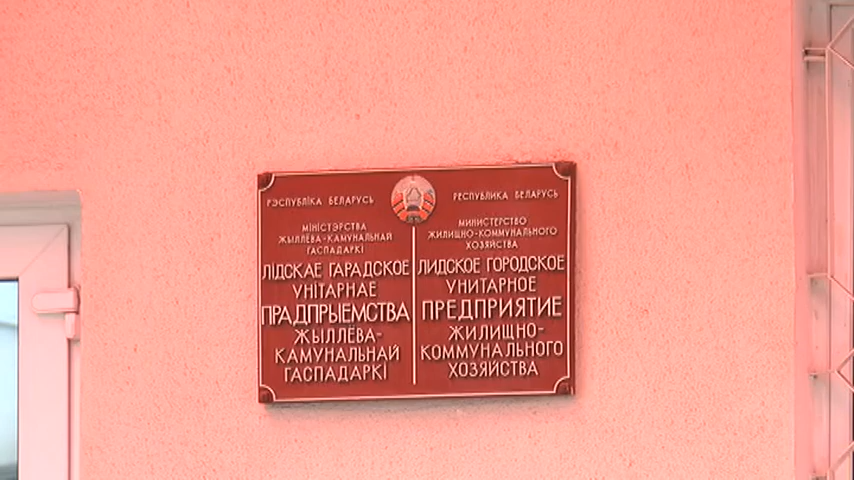 РЭСПУБЛІКА БЕЛАРУСЬ
МІНІСТЭРСТВА
ЖЫЛЛЁВА-КАМУНАЛЬНАЙ
ГАСПАДАРКІ
ЛІДСКАЕ ГАРАДСКОЕ
УНІТАРНАЕ
ПРАДПРЫЕМСТВА
ЖЫЛЛЁВА-
КАМУНАЛЬНАЙ
ГАСПАДАРКІ
РЕСПУБЛИКА БЕЛАРУСЬ
МИНИСТЕРСТВО
ЖИЛИЩНО-КОММУНАЛЬНОГО
ХОЗЯЙСТВА
ЛИДСКОЕ ГОРОДСКОЕ
УНИТАРНОЕ
ПРЕДПРИЯТИЕ
ЖИЛИЩНО-
КОММУНАЛЬНОГО
ХОЗЯЙСТВА